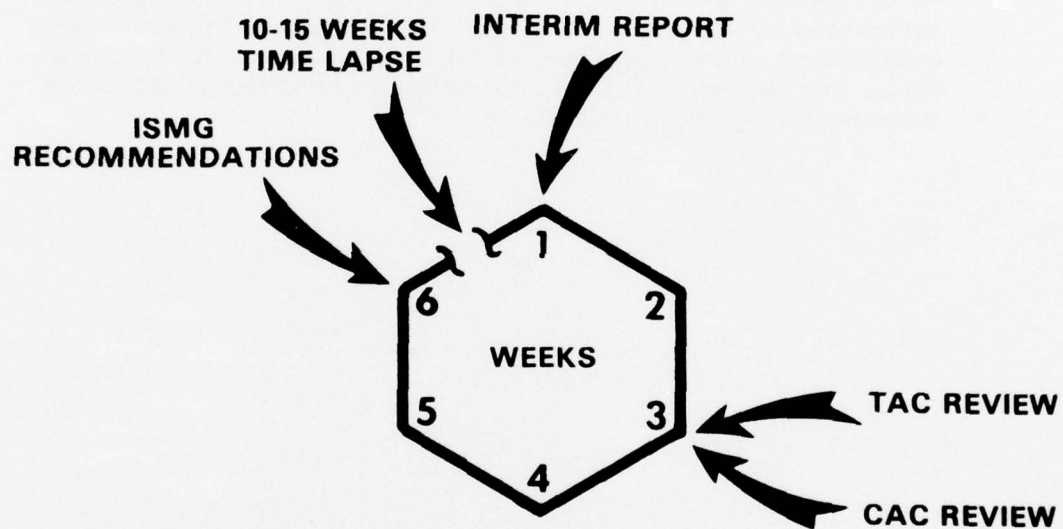 10-15 WEEKS
TIME LAPSE
INTERIM REPORT
ISMG
RECOMMENDATIONS
1
6
2
WEEKS
5
3
4
TAC REVIEW
CAC REVIEW